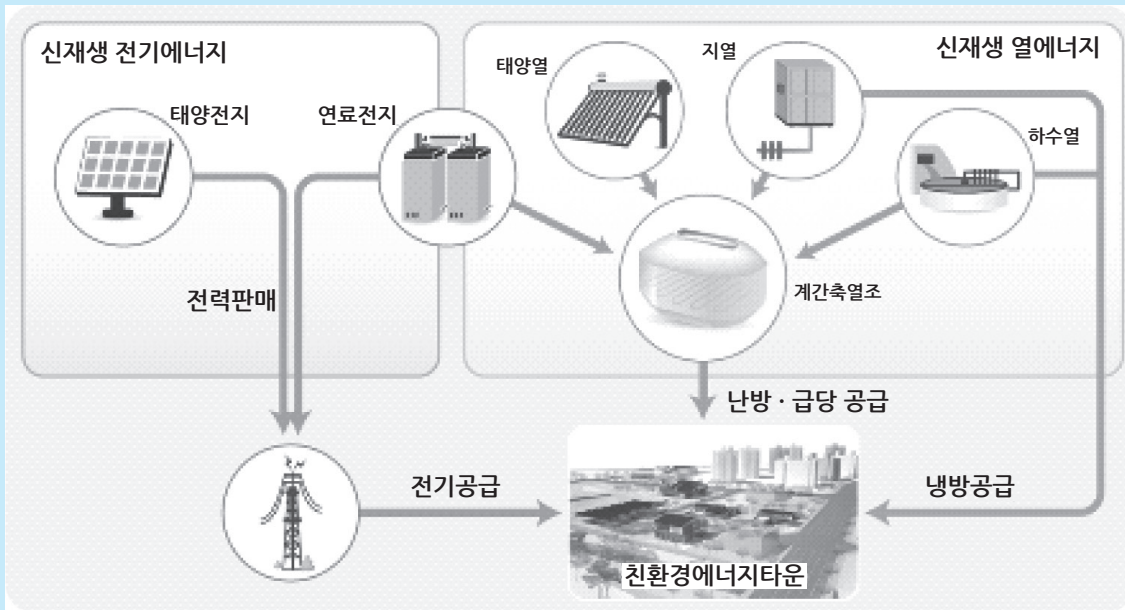 신재생 전기에너지
신재생 열에너지
태양열
지열
태양전지
연료전지
하수열
계간축열조
전력판매
난방 · 급당 공급
전기공급
냉방공급
친환경에너지타운